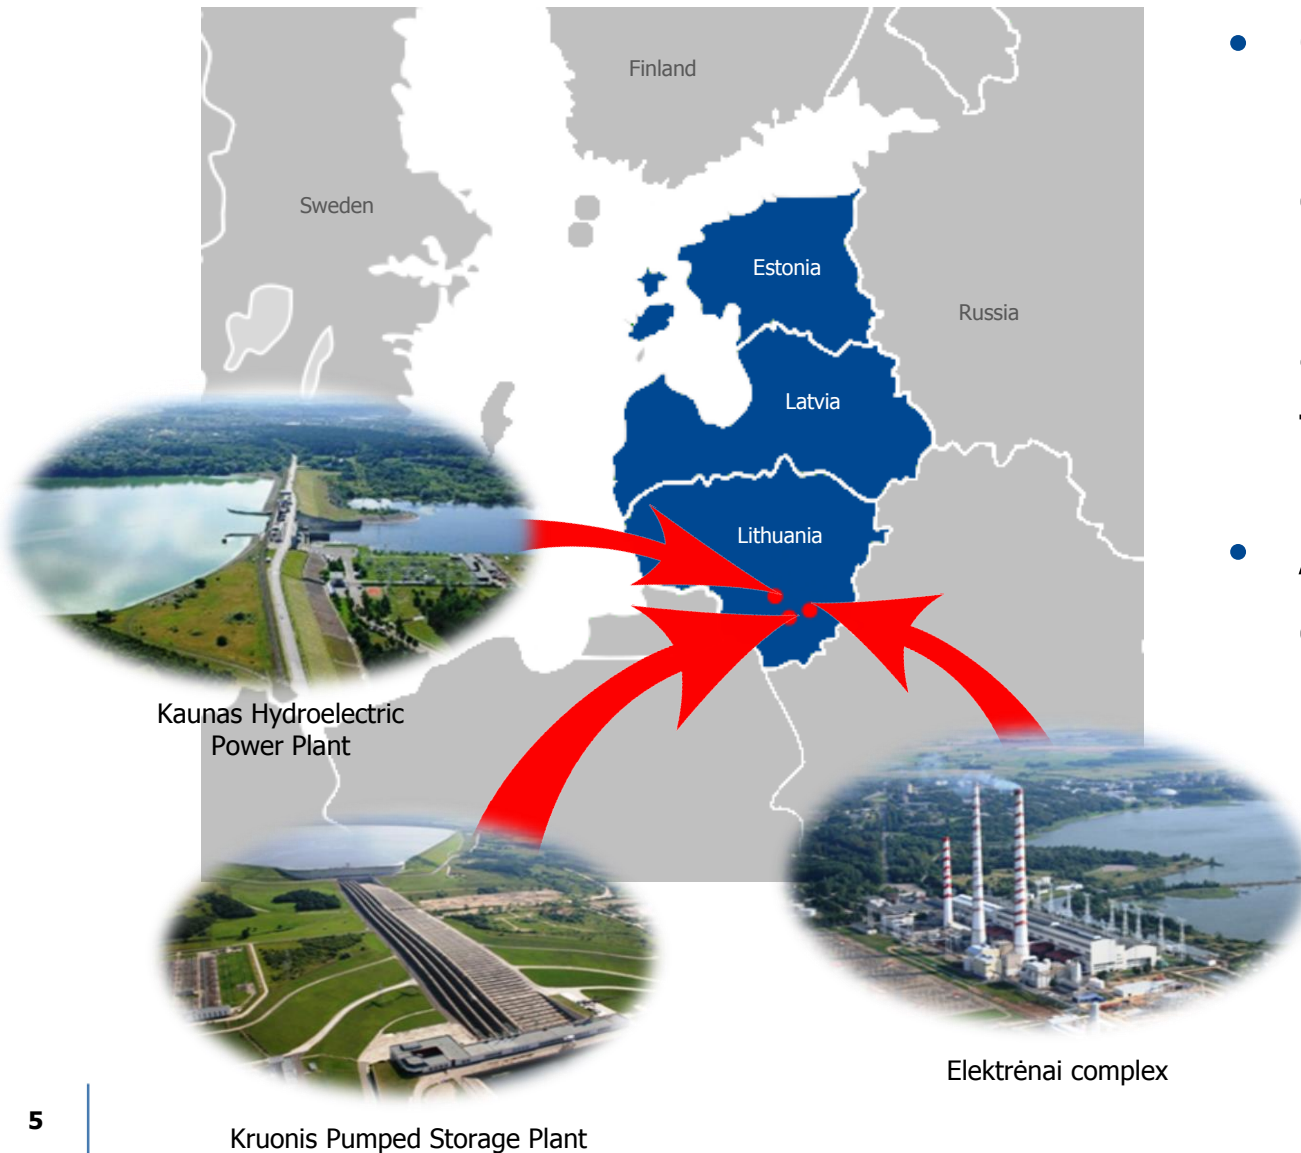 Finland
Sweden
Estonia
Russia
Latvia
Lithuania
Kaunas Hydroelectric
Power Plant
Elektrėnai complex
5
Kruonis Pumped Storage Plant